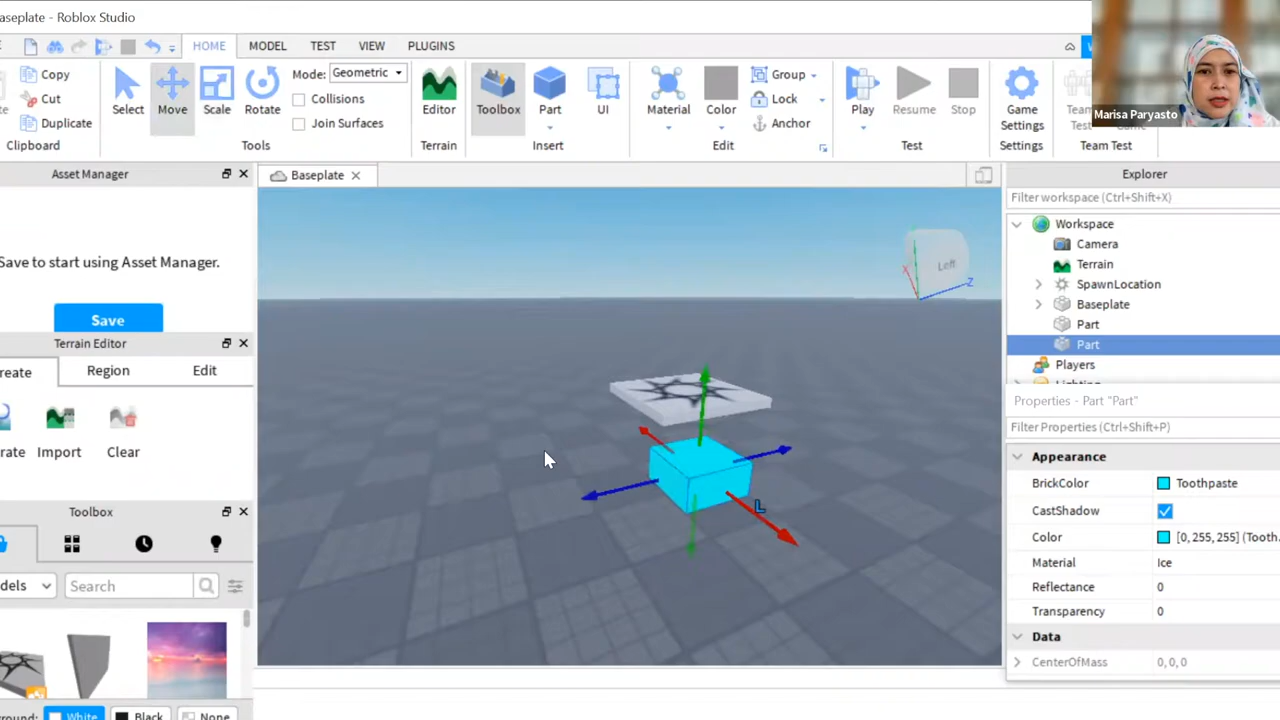 aseplate - Roblox Studio
HOME MODEL TEST VIEW PLUGINS
Copy
Cut
Duplicate
Clipboard
Select Move Scale Rotate
Mode: Geometric
Collisions
Join Surfaces
Tools
Editor
Terrain
Toolbox Part UI
Insert
Material Color
Group
Lock
Anchor
Edit
Play Resume Stop
Test
Game
Settings
Settings
Team Test
Marisa Paryasto
Asset Manager
Save to start using Asset Manager.
Save
Terrain Editor
reate Region Edit
rate Import Clear
Toolbox
dels Search
round: White Black None
Baseplate
Left
X
Z
L
Explorer
Filter workspace (Ctrl+Shift+X)
Workspace
Camera
Terrain
SpawnLocation
Baseplate
Part
Part
Players
Lighting
Properties - Part "Part"
Filter Properties (Ctrl+Shift+P)
Appearance
BrickColor Toothpaste
CastShadow
Color [0, 255, 255] (Tooth.
Material Ice
Reflectance 0
Transparency 0
Data
CenterOfMass 0, 0, 0